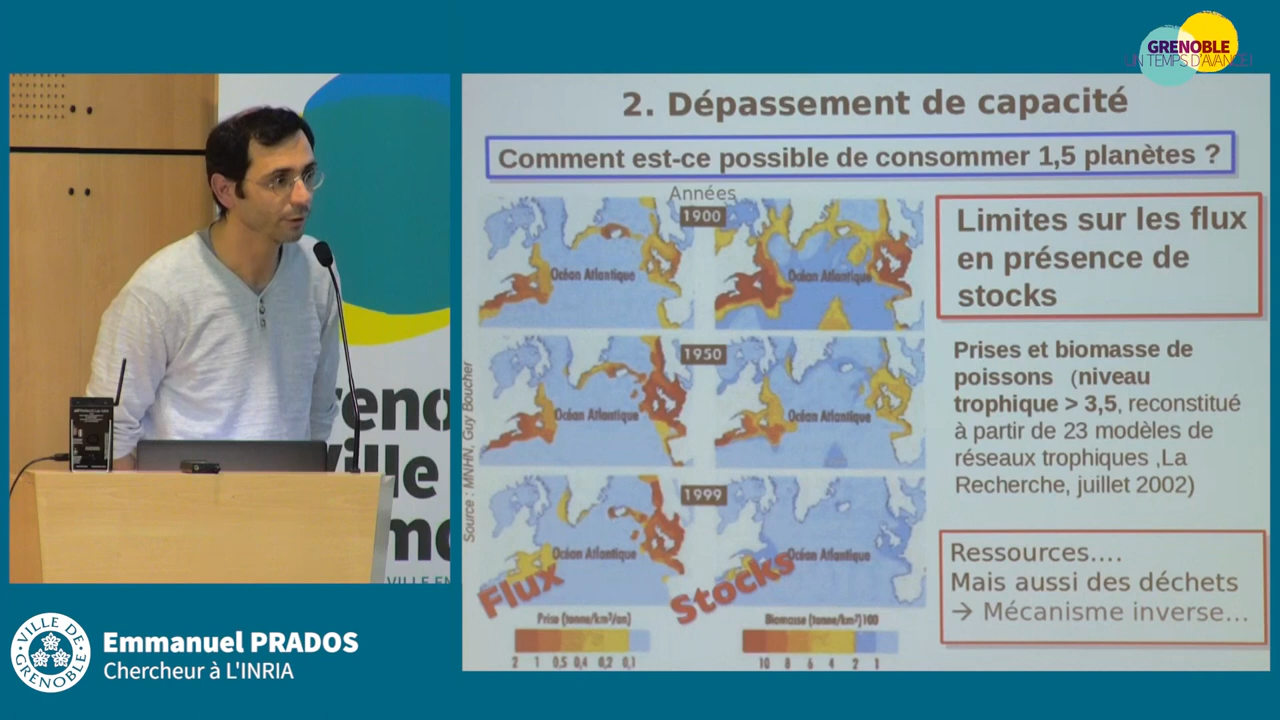 GRENOBLE
UN TEMPS D'AVANCE!
2. Dépassement de capacité
Comment est-ce possible de consommer 1,5 planètes ?
Années
1900
Océan Atlantique
Océan Atlantique
1950
Océan Atlantique
Océan Atlantique
1999
Océan Atlantique
Océan Atlantique
Flux
Stocks
Prise (tonne/km²/an)
2 1 0,5 0,4 0,2 0,1
Biomasse (tonne/km²)100
10 8 6 4 2 1
Source : MNHN, Guy Boucher
Limites sur les flux
en présence de
stocks
Prises et biomasse de
poissons (niveau
trophique > 3,5, reconstitué
à partir de 23 modèles de
réseaux trophiques ,La
Recherche, juillet 2002)
Ressources....
Mais aussi des déchets
→ Mécanisme inverse...
VILLE
VILLE DE GRENOBLE
Emmanuel PRADOS
Chercheur à L'INRIA